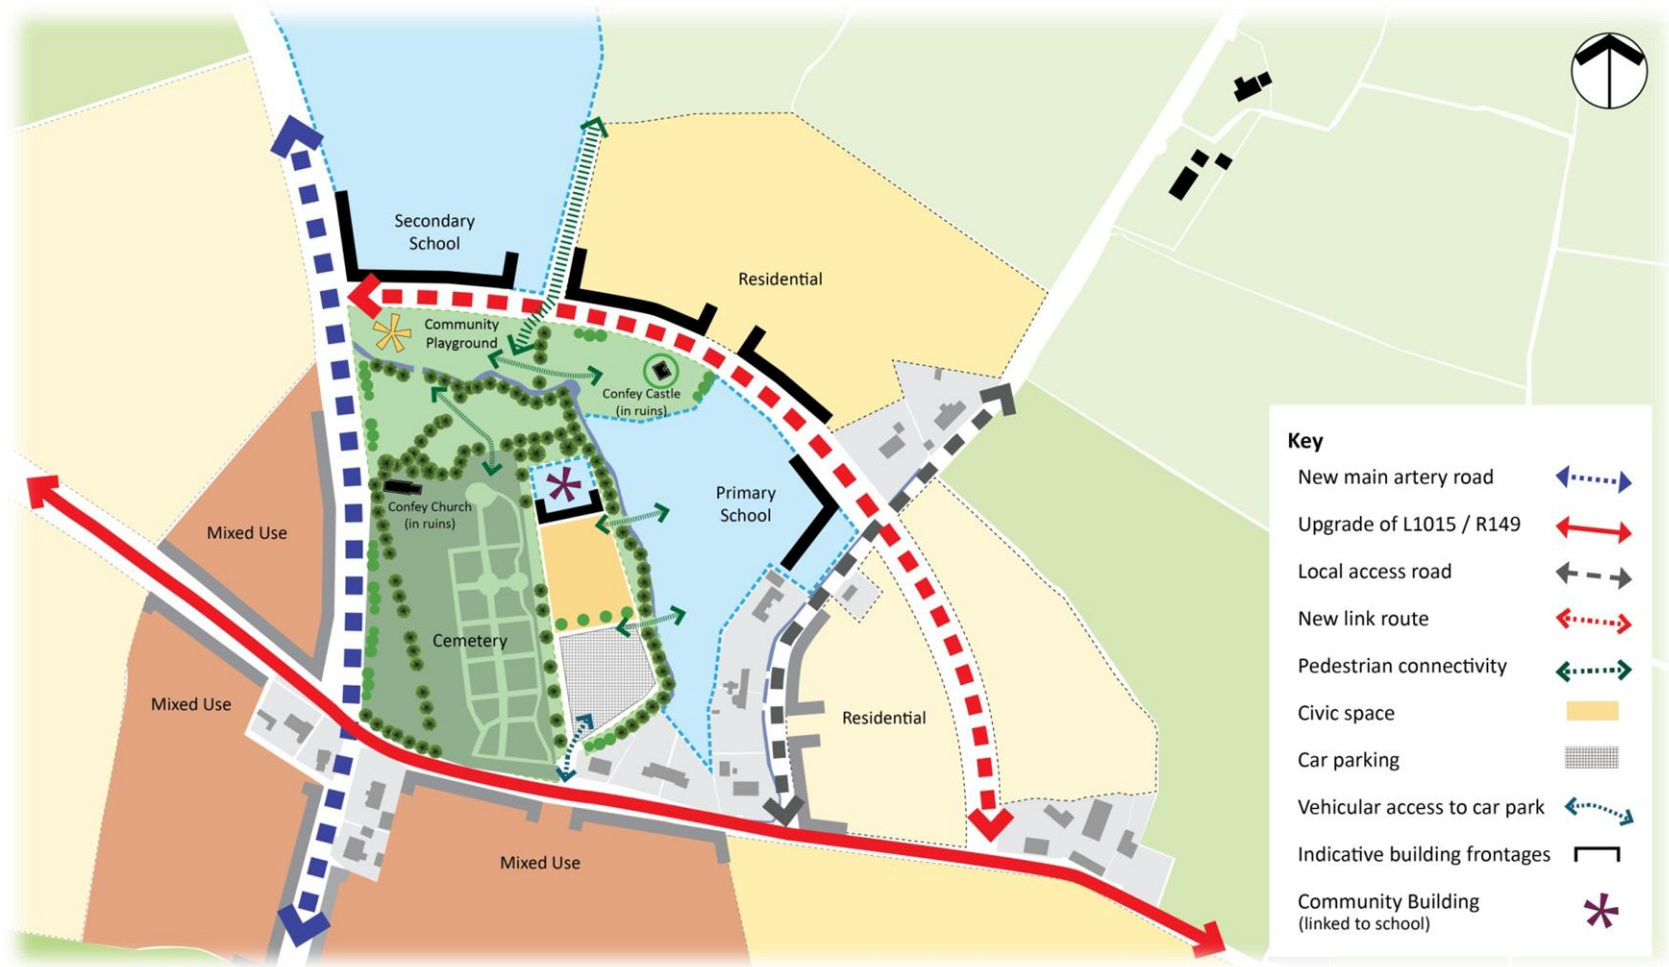 Secondary
School
Residential
Community
Playground
Confey Castle
(in ruins)
Primary
School
Confey Church
(in ruins)
Mixed Use
Cemetery
Mixed Use
Residential
Mixed Use
Key
New main artery road
Upgrade of L1015 / R149
Local access road
New link route
Pedestrian connectivity
Civic space
Car parking
Vehicular access to car park
Indicative building frontages
Community Building
(linked to school)